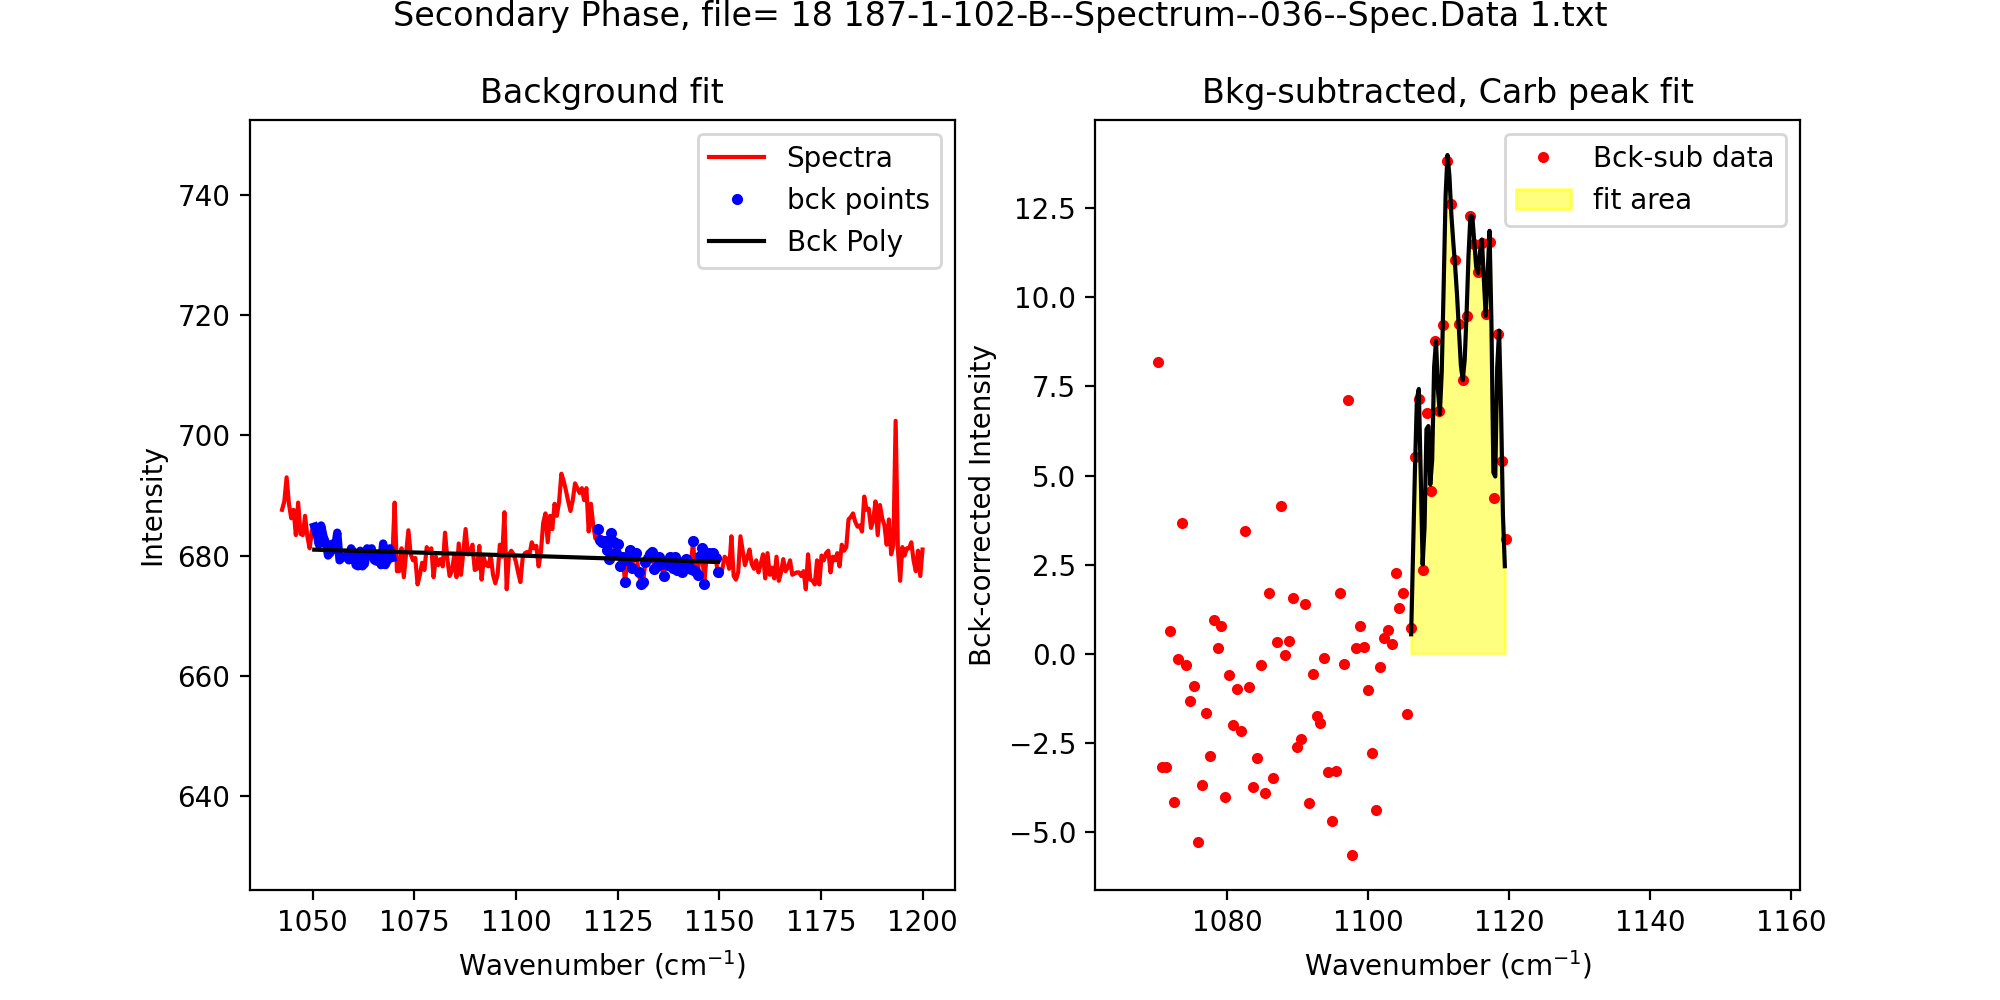 Secondary Phase, file= 18 187-1-102-B--Spectrum--036--Spec.Data 1.txt
Background fit
Spectra
bck points
Bck Poly
740
720
700
680
660
640
Intensity
1050 1075 1100 1125 1150 1175 1200
Wavenumber (cm⁻¹)
Bkg-subtracted, Carb peak fit
Bck-sub data
fit area
12.5
10.0
7.5
5.0
2.5
0.0
−2.5
−5.0
Bck-corrected Intensity
1080 1100 1120 1140 1160
Wavenumber (cm⁻¹)